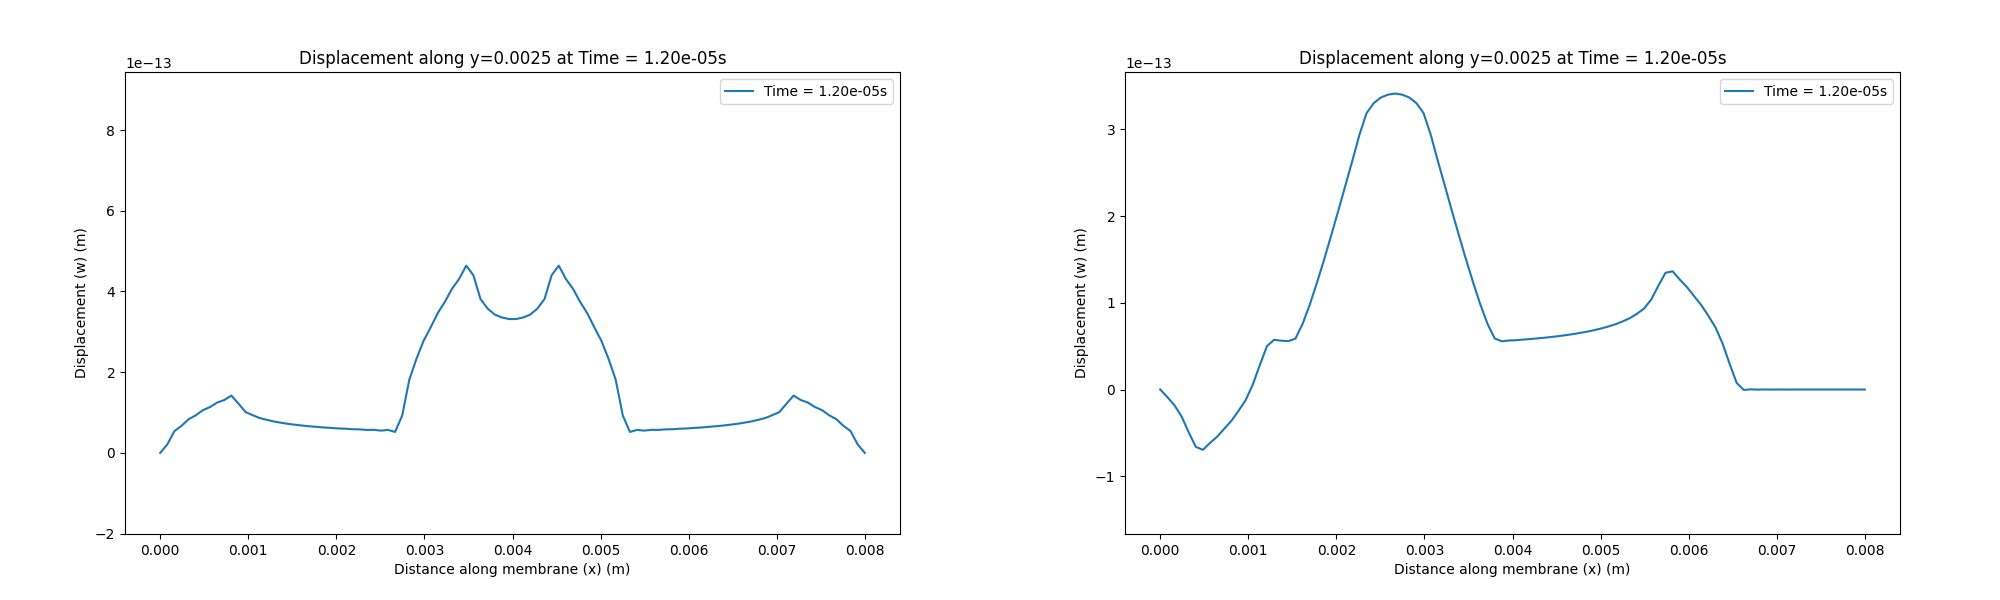 Displacement along y=0.0025 at Time = 1.20e-05s
1e−13
Time = 1.20e-05s
8
6
4
2
0
−2
Displacement (w) (m)
0.000 0.001 0.002 0.003 0.004 0.005 0.006 0.007 0.008
Distance along membrane (x) (m)
Displacement along y=0.0025 at Time = 1.20e-05s
1e−13
Time = 1.20e-05s
3
2
1
0
−1
Displacement (w) (m)
0.000 0.001 0.002 0.003 0.004 0.005 0.006 0.007 0.008
Distance along membrane (x) (m)